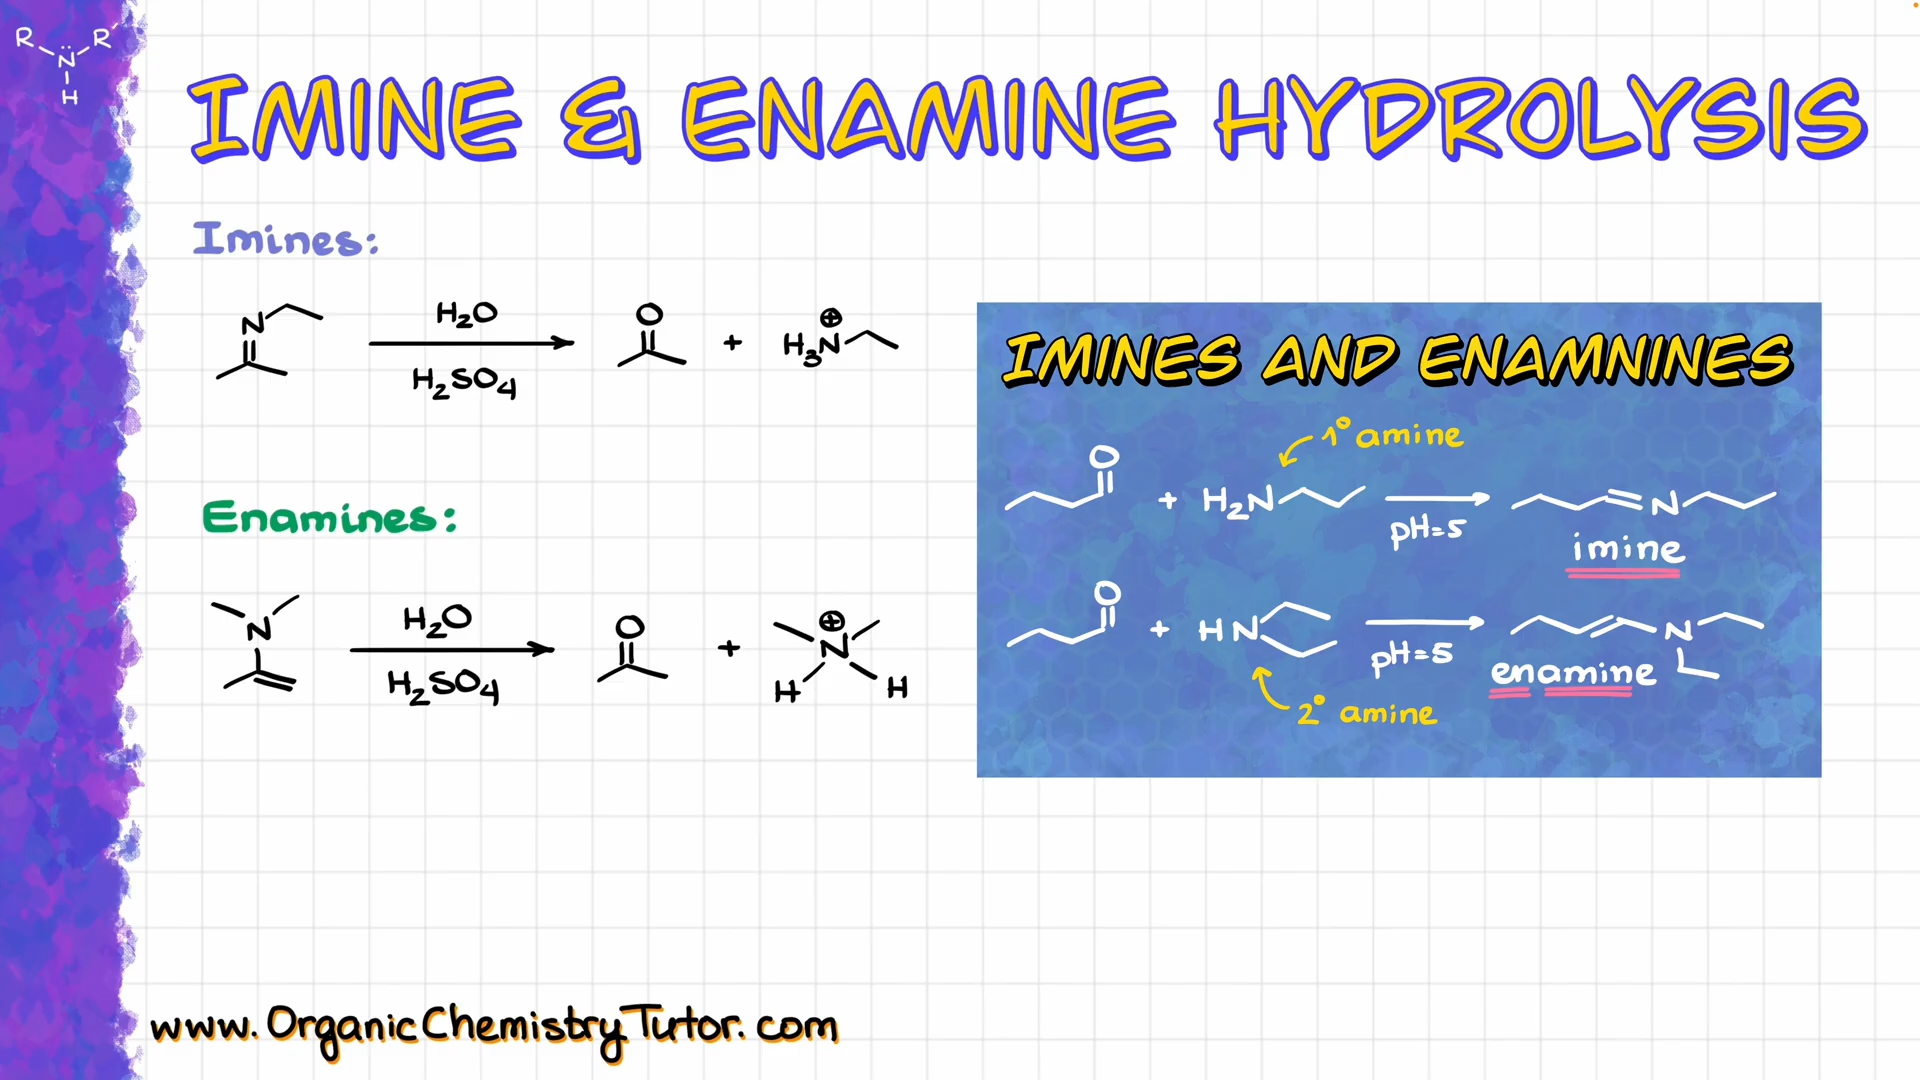 R R'
N
H
IMINE & ENAMINE HYDROLYSIS
Imines:
N
H2O
H2SO4
O
+
H3N⊕
Enamines:
N
H2O
H2SO4
O
+
⊕
N
H H
IMINES AND ENAMNINES
1° amine
O
+ H2N
pH=5
N
imine
O
+ HN
pH=5
N
enamine
2° amine
www.OrganicChemistryTutor.com